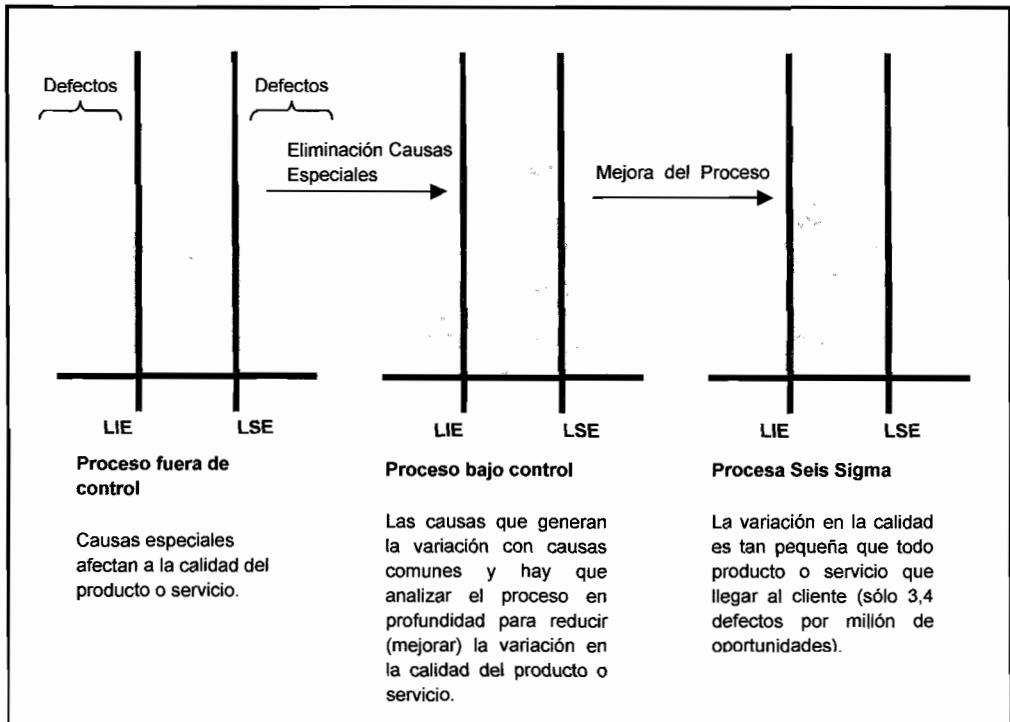 Defectos
Defectos
Eliminación Causas
Especiales
Mejora del Proceso
LIE
LSE
LIE
LSE
LIE
LSE
Proceso fuera de
control
Causas especiales
afectan a la calidad del
producto o servicio.
Proceso bajo control
Las causas que generan
la variación con causas
comunes y hay que
analizar el proceso en
profundidad para reducir
(mejorar) la variación en
la calidad del producto o
servicio.
Procesa Seis Sigma
La variación en la calidad
es tan pequeña que todo
producto o servicio que
llegar al cliente (sólo 3,4
defectos por millón de
oportunidades).